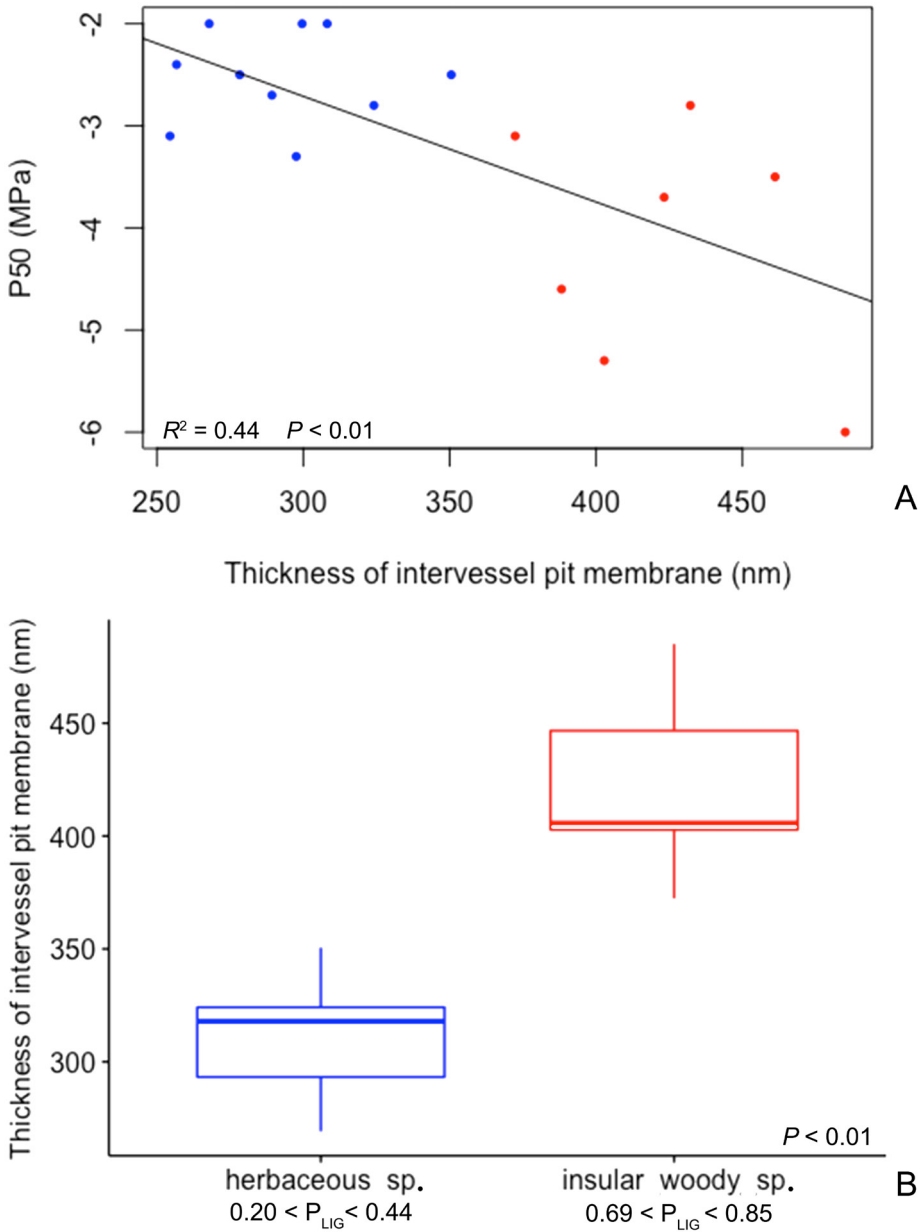 -2
-3
-4
-5
-6
P50 (MPa)
R² = 0.44 P < 0.01
250 300 350 400 450
A
Thickness of intervessel pit membrane (nm)
Thickness of intervessel pit membrane (nm)
450
400
350
300
P < 0.01
herbaceous sp. insular woody sp.
0.20 < PLIG < 0.44 0.69 < PLIG < 0.85
B